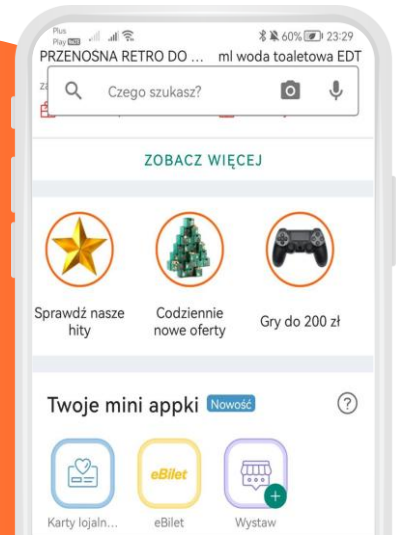 Plus
Play
60% 23:29
PRZENOŚNA RETRO DO ... ml woda toaletowa EDT
Czego szukasz?
ZOBACZ WIĘCEJ
Sprawdź nasze
hity
Codziennie
nowe oferty
Gry do 200 zł
Twoje mini appki Nowość
?
eBilet
Karty lojaln... eBilet Wystaw